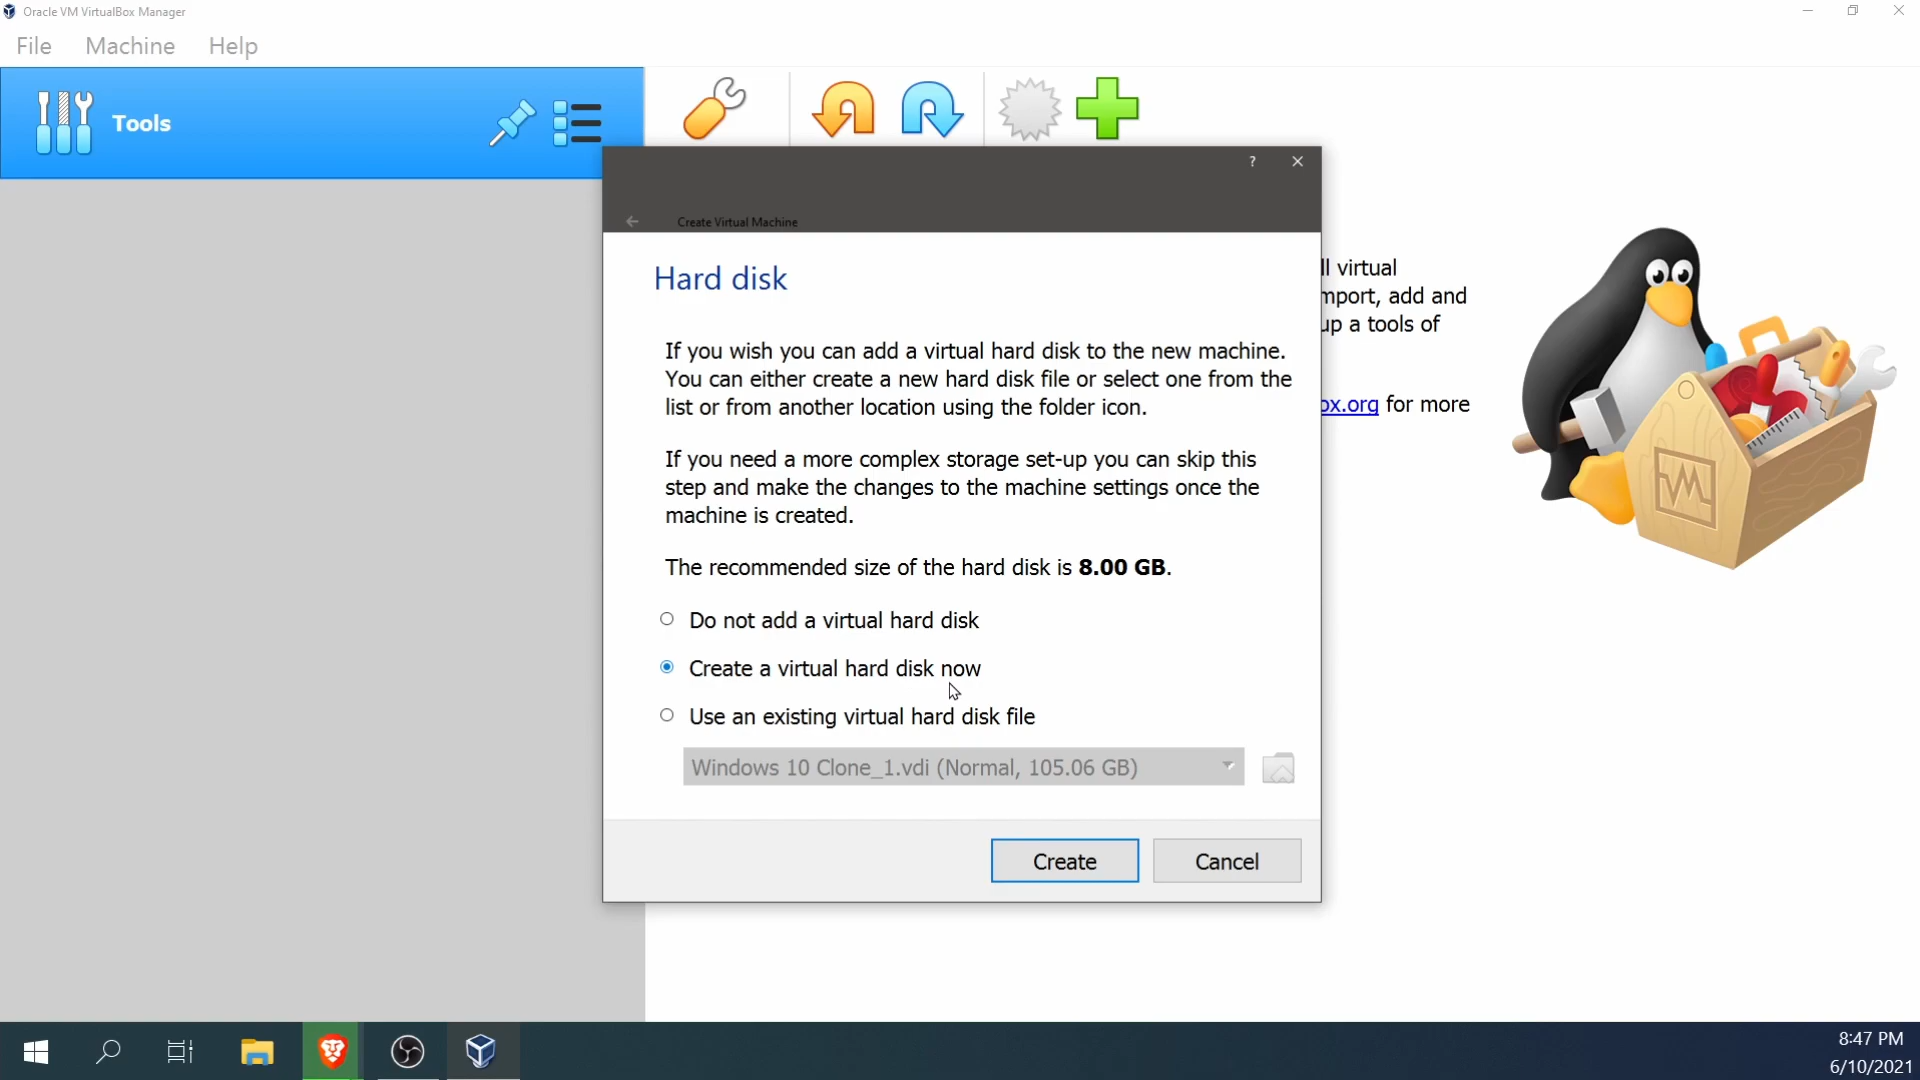 Oracle VM VirtualBox Manager
File Machine Help
Tools
?
Create Virtual Machine
Hard disk
If you wish you can add a virtual hard disk to the new machine.
You can either create a new hard disk file or select one from the
list or from another location using the folder icon.
If you need a more complex storage set-up you can skip this
step and make the changes to the machine settings once the
machine is created.
The recommended size of the hard disk is 8.00 GB.
Do not add a virtual hard disk
Create a virtual hard disk now
Use an existing virtual hard disk file
Windows 10 Clone_1.vdi (Normal, 105.06 GB)
Create Cancel
ll virtual
mport, add and
up a tools of
ox.org for more
8:47 PM
6/10/2021